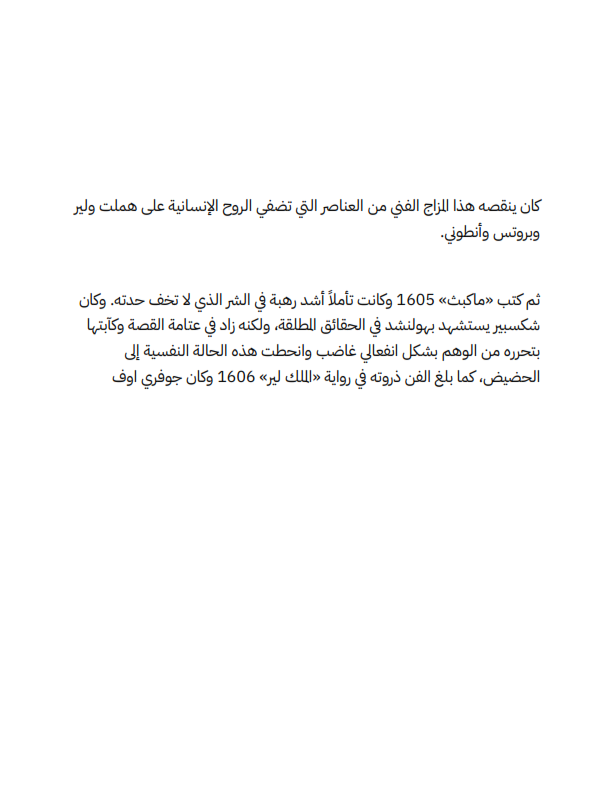 كان ينقصه هذا المزاج الفني من العناصر التي تضفي الروح الإنسانية على هملت ولير
وبروتس وأنطوني.
ثم كتب «ماكبث» 1605 وكانت تأملاً أشد رهبة في الشر الذي لا تخف حدته. وكان
شكسبير يستشهد بهولنشد في الحقائق المطلقة، ولكنه زاد في عتامة القصة وكآبتها
بتحرره من الوهم بشكل انفعالي غاضب وانحطت هذه الحالة النفسية إلى
الحضيض، كما بلغ الفن ذروته في رواية «الملك لير» 1606 وكان جوفري اوف